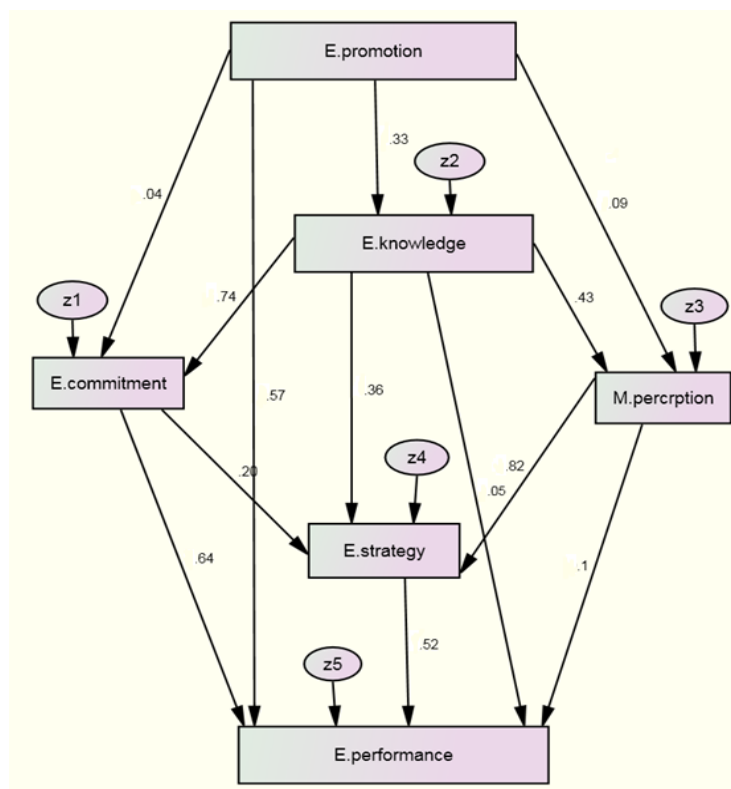 E.promotion
.33
z2
.04
.09
E.knowledge
z1
.74
.43
z3
E.commitment
.57
.36
M.percrption
z4
.20
.82
.05
E.strategy
.64
.1
.52
z5
E.performance